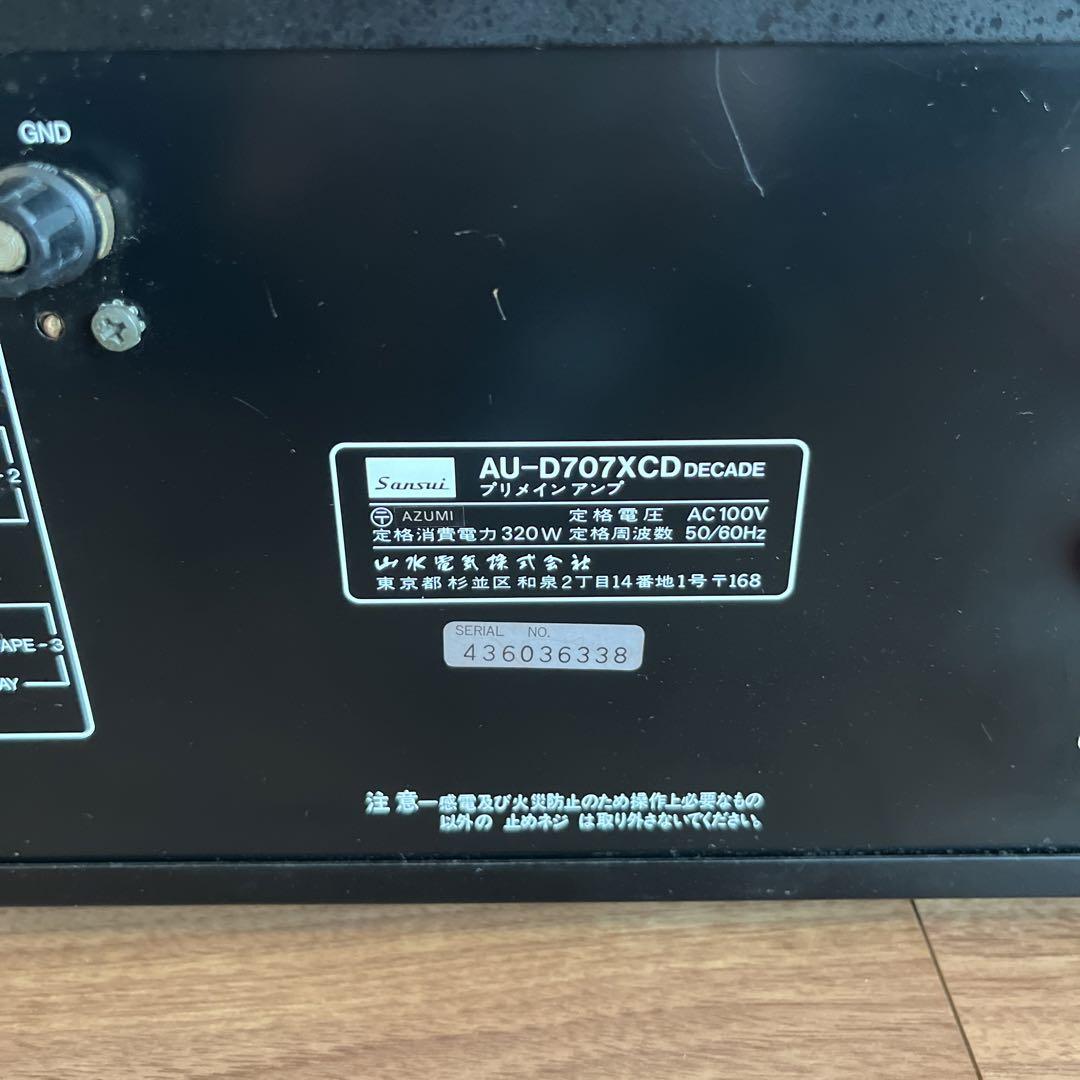 GND
-2
APE-3
AY
Sansui
AU-D707XCD DECADE
プリメインアンプ
〒 AZUMI 定格電圧 AC100V
定格消費電力320W 定格周波数 50/60Hz
山水電気株式会社
東京都 杉並区 和泉2丁目14番地1号 〒168
SERIAL NO.
436036338
注意—感電及び火災防止のため操作上必要なもの
以外の 止めネジ は取り外さないでください。